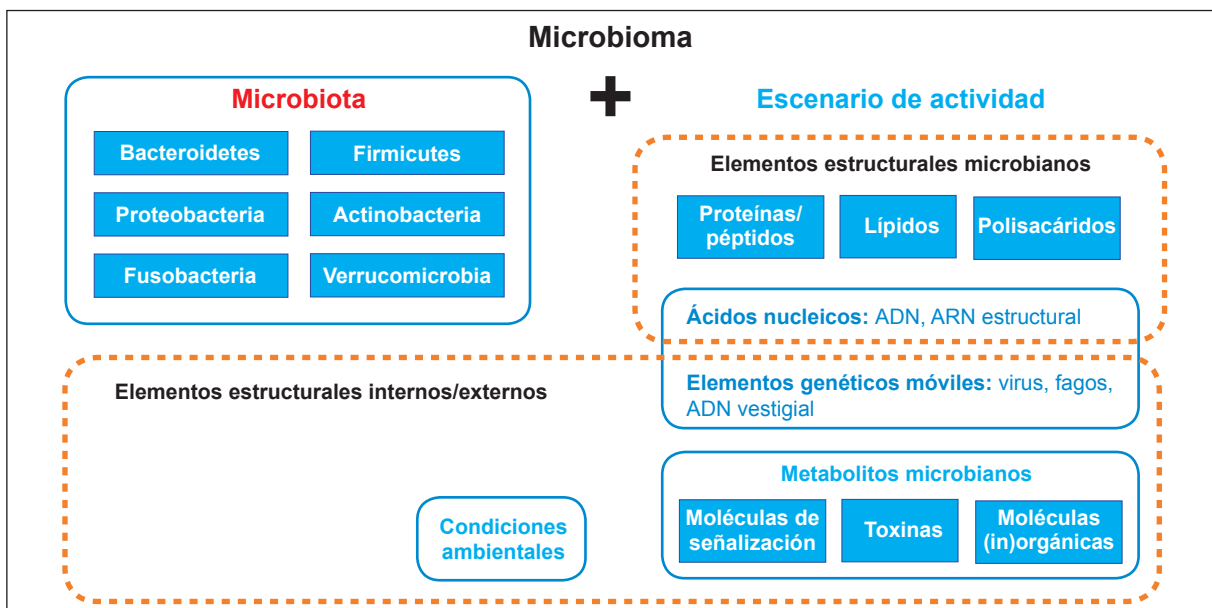 Microbioma
Microbiota
Bacteroidetes
Firmicutes
Proteobacteria
Actinobacteria
Fusobacteria
Verrucomicrobia
+
Escenario de actividad
Elementos estructurales microbianos
Proteínas/
péptidos
Lípidos
Polisacáridos
Ácidos nucleicos: ADN, ARN estructural
Elementos genéticos móviles: virus, fagos,
ADN vestigial
Elementos estructurales internos/externos
Condiciones
ambientales
Metabolitos microbianos
Moléculas de
señalización
Toxinas
Moléculas
(in)orgánicas